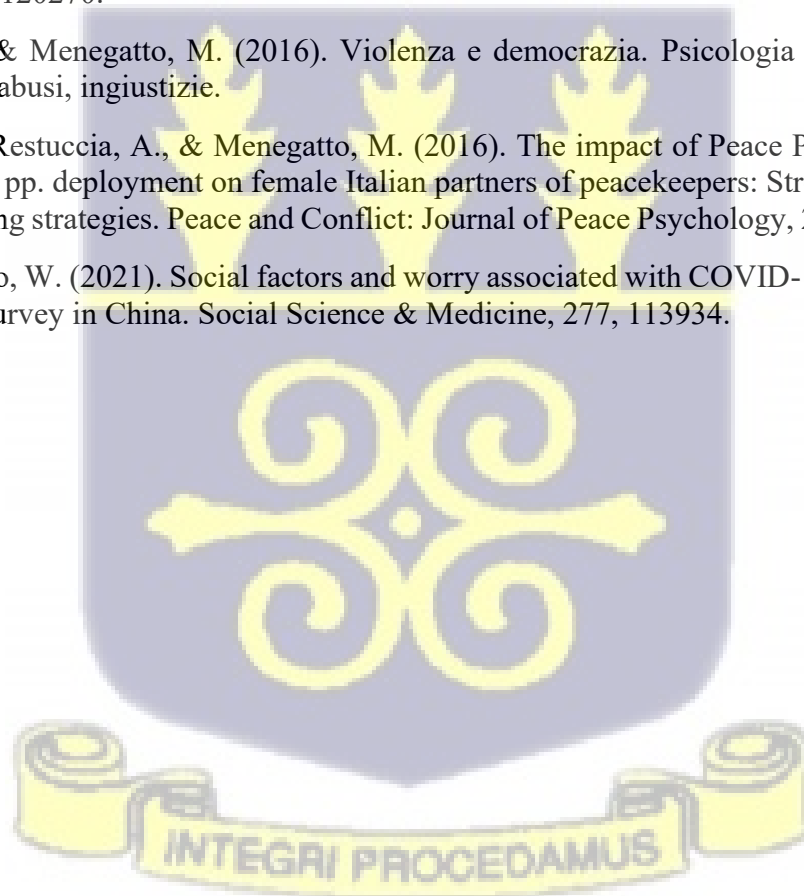 120270.
& Menegatto, M. (2016). Violenza e democrazia. Psicologia
abusi, ingiustizie.
Restuccia, A., & Menegatto, M. (2016). The impact of Peace P
pp. deployment on female Italian partners of peacekeepers: Str
ng strategies. Peace and Conflict: Journal of Peace Psychology, 2
o, W. (2021). Social factors and worry associated with COVID-
urvey in China. Social Science & Medicine, 277, 113934.
INTEGRI PROCEDAMUS